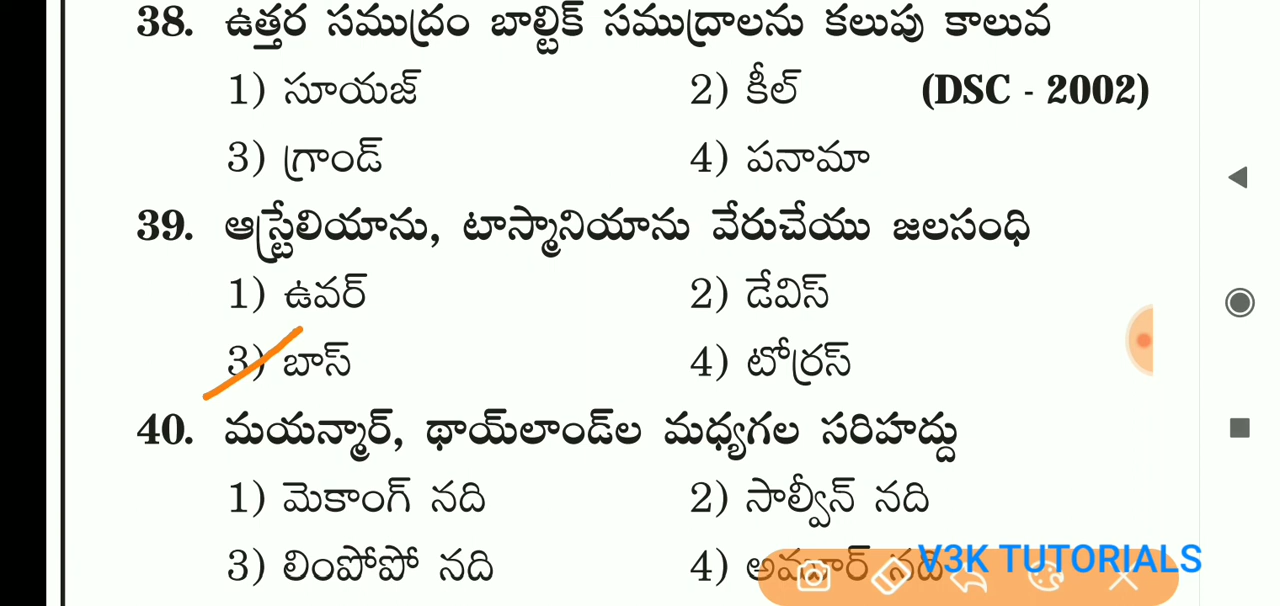 38. ఉత్తర సముద్రం బాల్టిక్ సముద్రాలను కలుపు కాలువ
1) సూయజ్ 2) కీల్ (DSC - 2002)
3) గ్రాండ్ 4) పనామా
39. ఆస్ట్రేలియాను, టాస్మానియాను వేరుచేయు జలసంధి
1) ఉవర్ 2) డేవిస్
3) బాస్ 4) టోర్రస్
40. మయన్మార్, థాయ్‌లాండ్‌ల మధ్యగల సరిహద్దు
1) మెకాంగ్ నది 2) సాల్వీన్ నది
3) లింపోపో నది 4) నది
V3K TUTORIALS